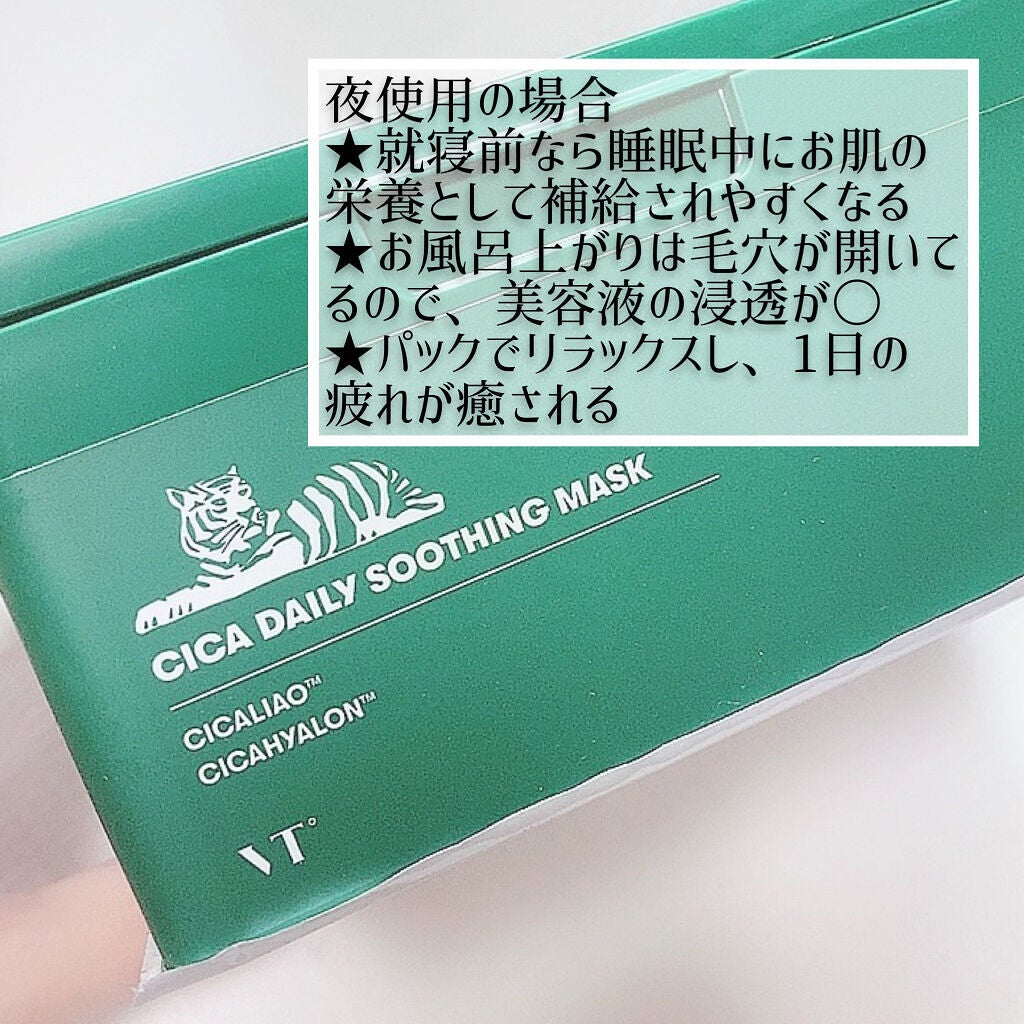 夜使用の場合
★就寝前なら睡眠中にお肌の
栄養として補給されやすくなる
★お風呂上がりは毛穴が開いて
るので、美容液の浸透が〇
★パックでリラックスし、1日の
疲れが癒される
CICA DAILY SOOTHING MASK
CICALIAO™
CICAHYALON™
VT°